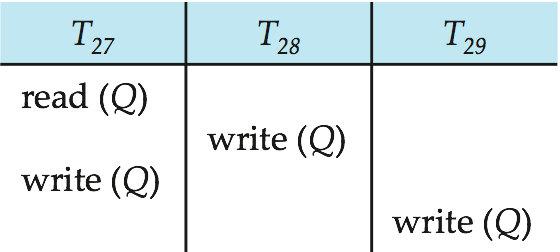 T27 T28 T29
read (Q)
write (Q)
write (Q)
write (Q)